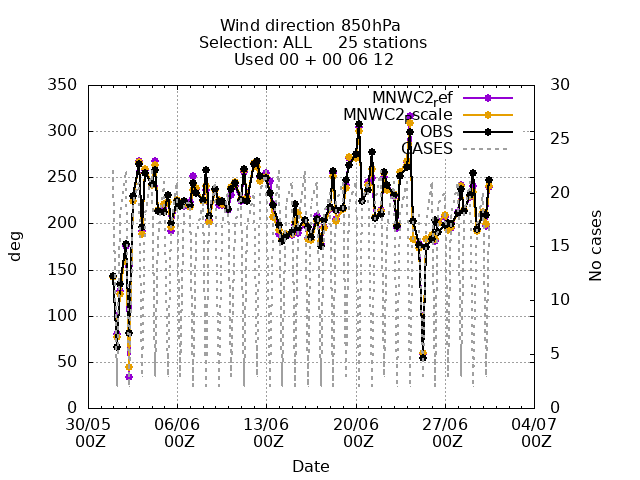 Wind direction 850hPa
Selection: ALL 25 stations
Used 00 + 00 06 12
MNWC2ref
MNWC2scale
OBS
CASES
deg
350
300
250
200
150
100
50
0
No cases
30
25
20
15
10
5
0
30/05 06/06 13/06 20/06 27/06 04/07
00Z 00Z 00Z 00Z 00Z 00Z
Date